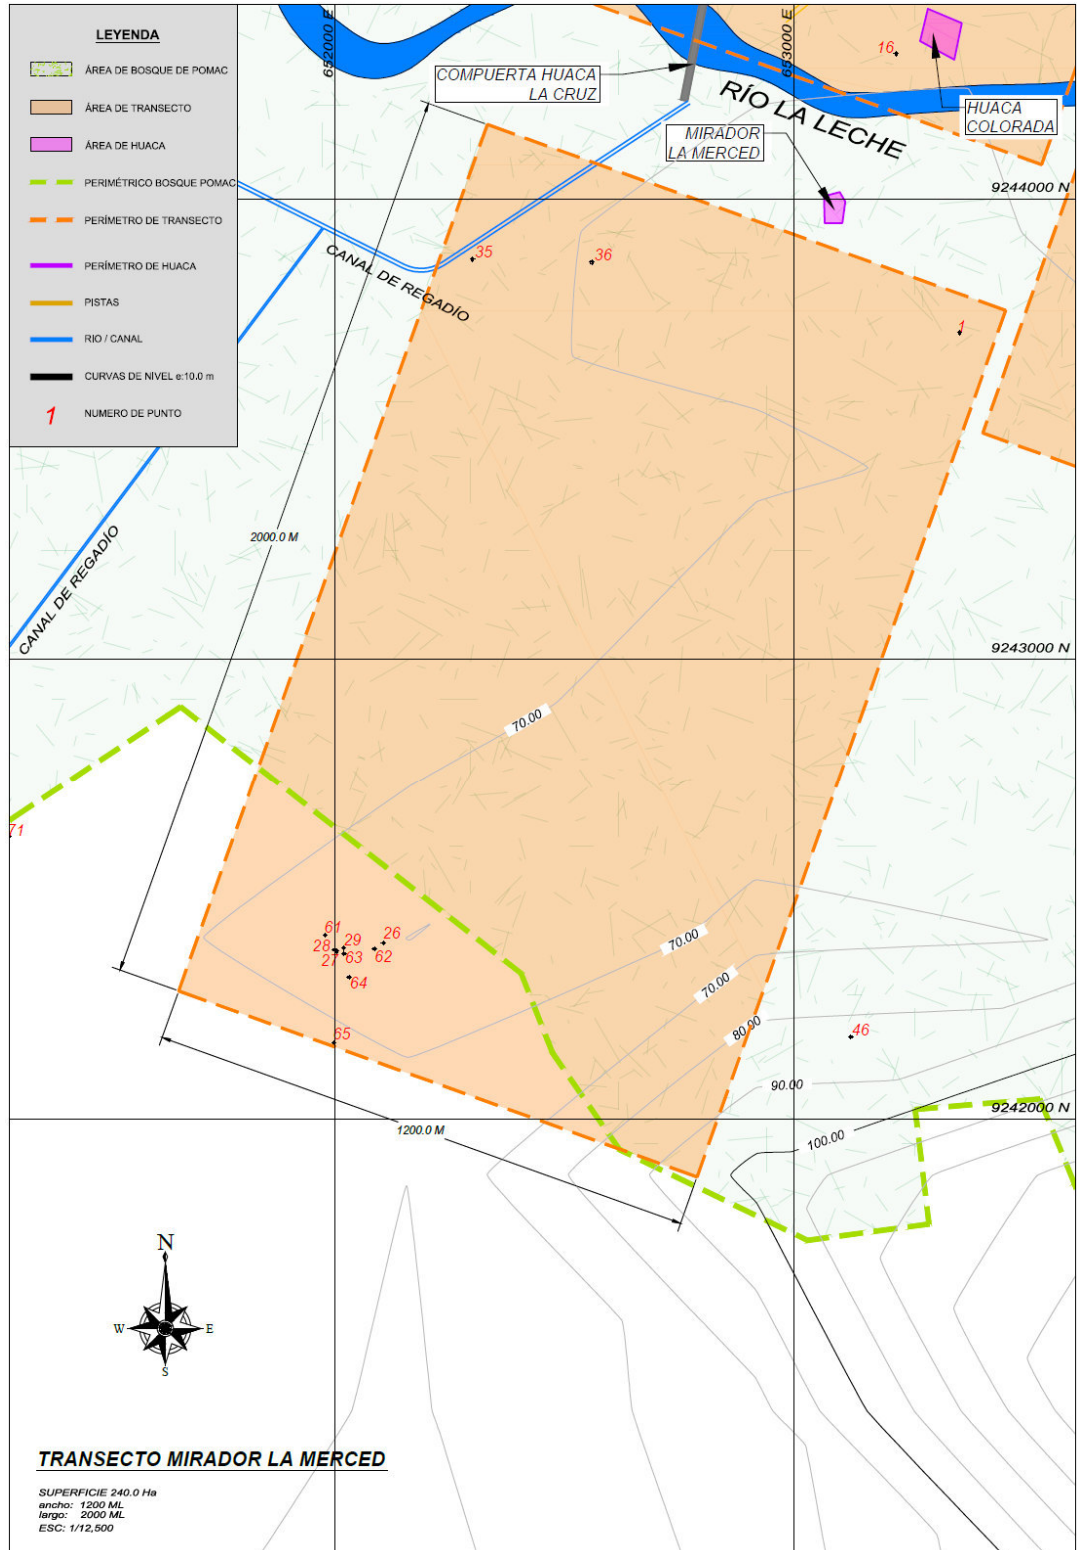 LEYENDA
ÁREA DE BOSQUE DE POMAC
ÁREA DE TRANSECTO
ÁREA DE HUACA
PERIMÉTRICO BOSQUE POMAC
PERÍMETRO DE TRANSECTO
PERÍMETRO DE HUACA
PISTAS
RIO / CANAL
CURVAS DE NIVEL e:10.0 m
1 NUMERO DE PUNTO
652000 E
653000 E
16
COMPUERTA HUACA
LA CRUZ
RÍO LA LECHE
HUACA
COLORADA
MIRADOR
LA MERCED
9244000 N
CANAL DE REGADÍO
35
36
1
2000.0 M
CANAL DE REGADÍO
9243000 N
70.00
71
61
29
26
28
27
63
62
64
65
70.00
70.00
80.00
46
90.00
9242000 N
1200.0 M
100.00
N
W
E
S
TRANSECTO MIRADOR LA MERCED
SUPERFICIE 240.0 Ha
ancho: 1200 ML
largo: 2000 ML
ESC: 1/12,500